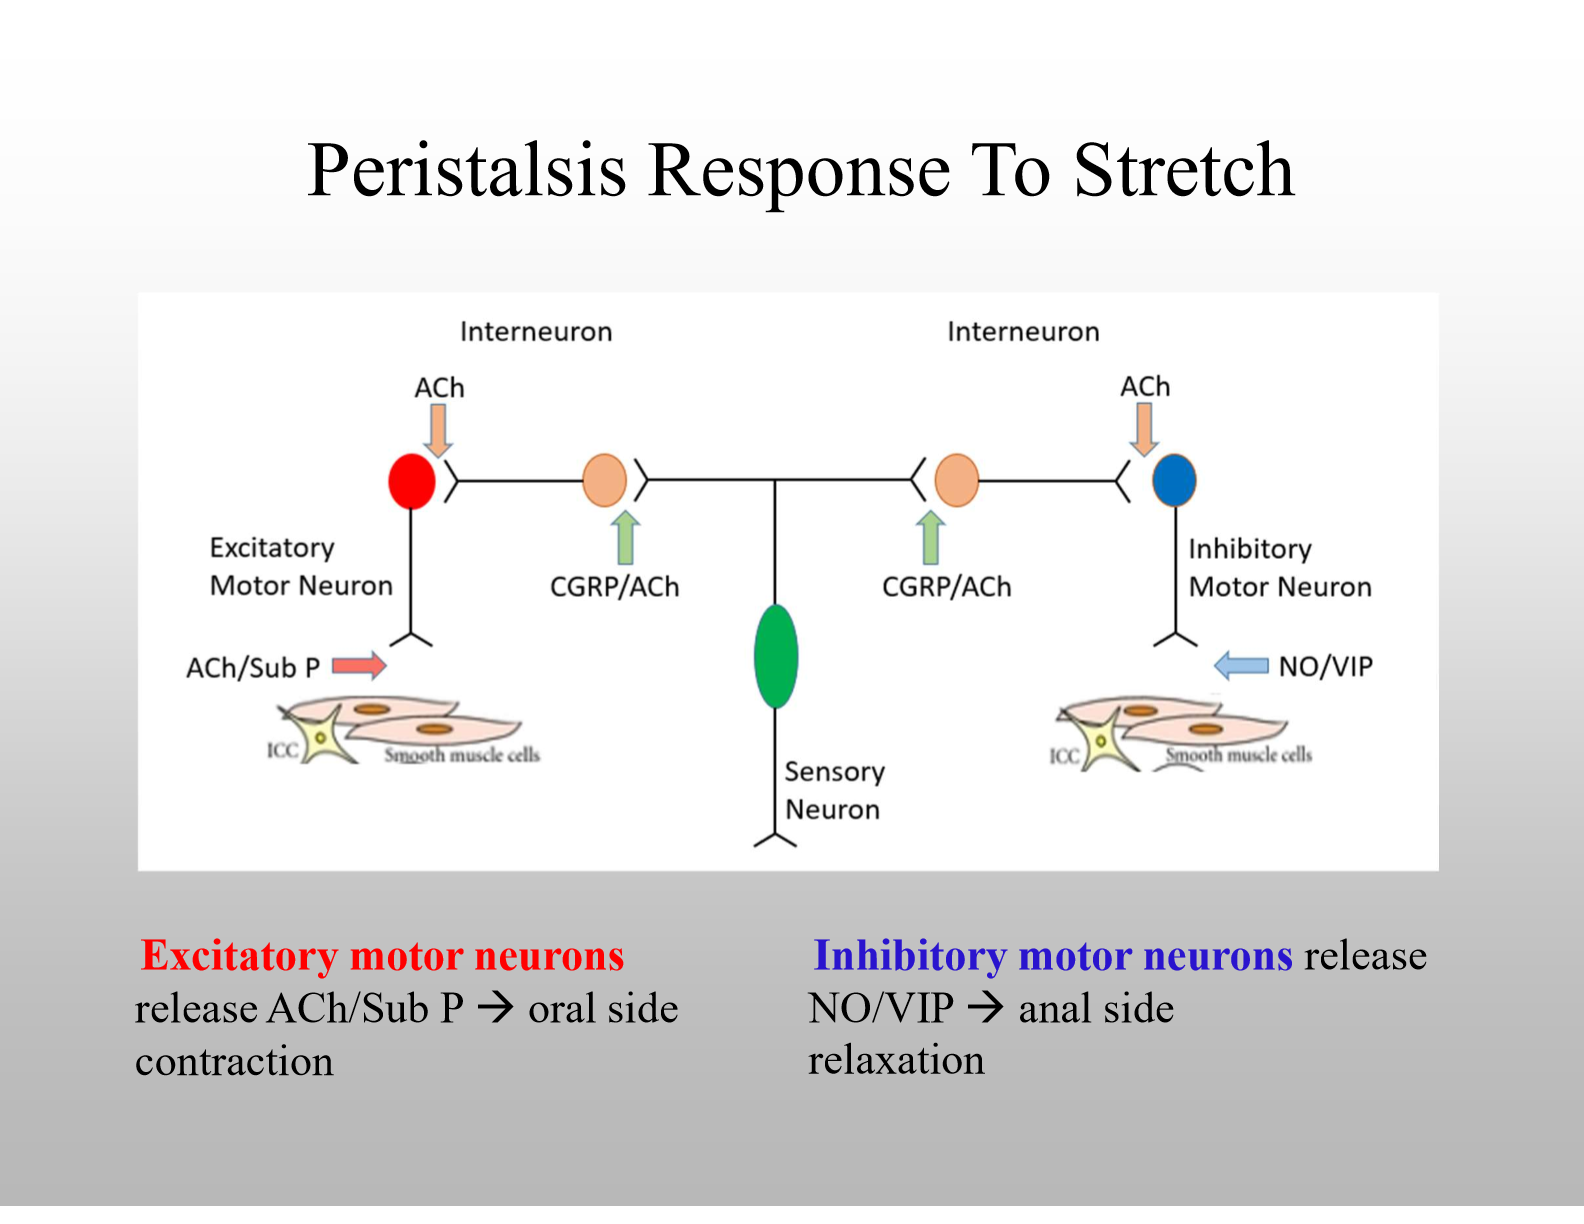 Peristalsis Response To Stretch
Interneuron
Interneuron
ACh
ACh
Excitatory
Motor Neuron
CGRP/ACh
CGRP/ACh
Inhibitory
Motor Neuron
ACh/Sub P
NO/VIP
ICC
Smooth muscle cells
ICC
Smooth muscle cells
Sensory
Neuron
Excitatory motor neurons
release ACh/Sub P → oral side
contraction
Inhibitory motor neurons release
NO/VIP → anal side
relaxation